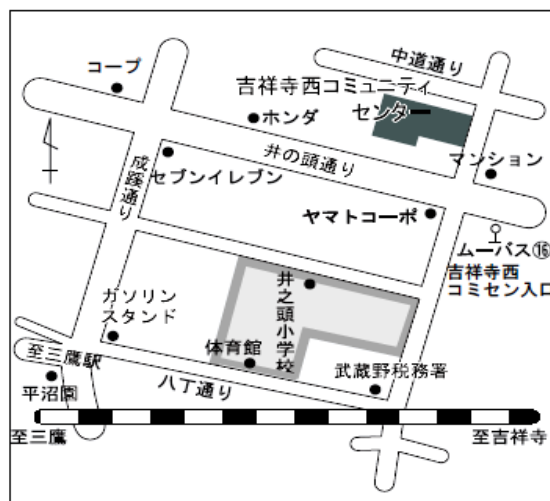 コープ
中道通り
吉祥寺西コミュニティ
センター
ホンダ
井の頭通り
マンション
成蹊通り
セブンイレブン
ヤマトコーポ
ムーバス⑯
吉祥寺西
コミセン入口
井之頭小学校
ガソリン
スタンド
体育館
武蔵野税務署
至三鷹駅
平沼園
八丁通り
至三鷹
至吉祥寺